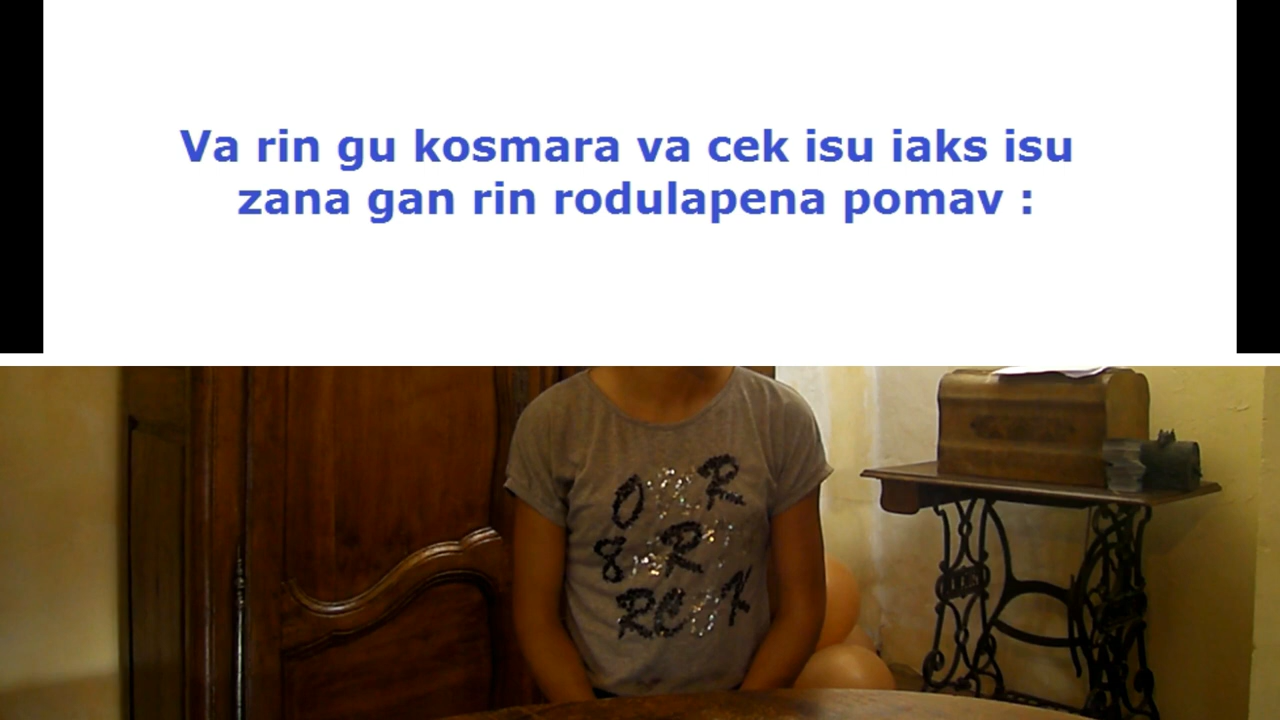 Va rin gu kosmara va cek isu iaks isu
zana gan rin rodulapena pomav :